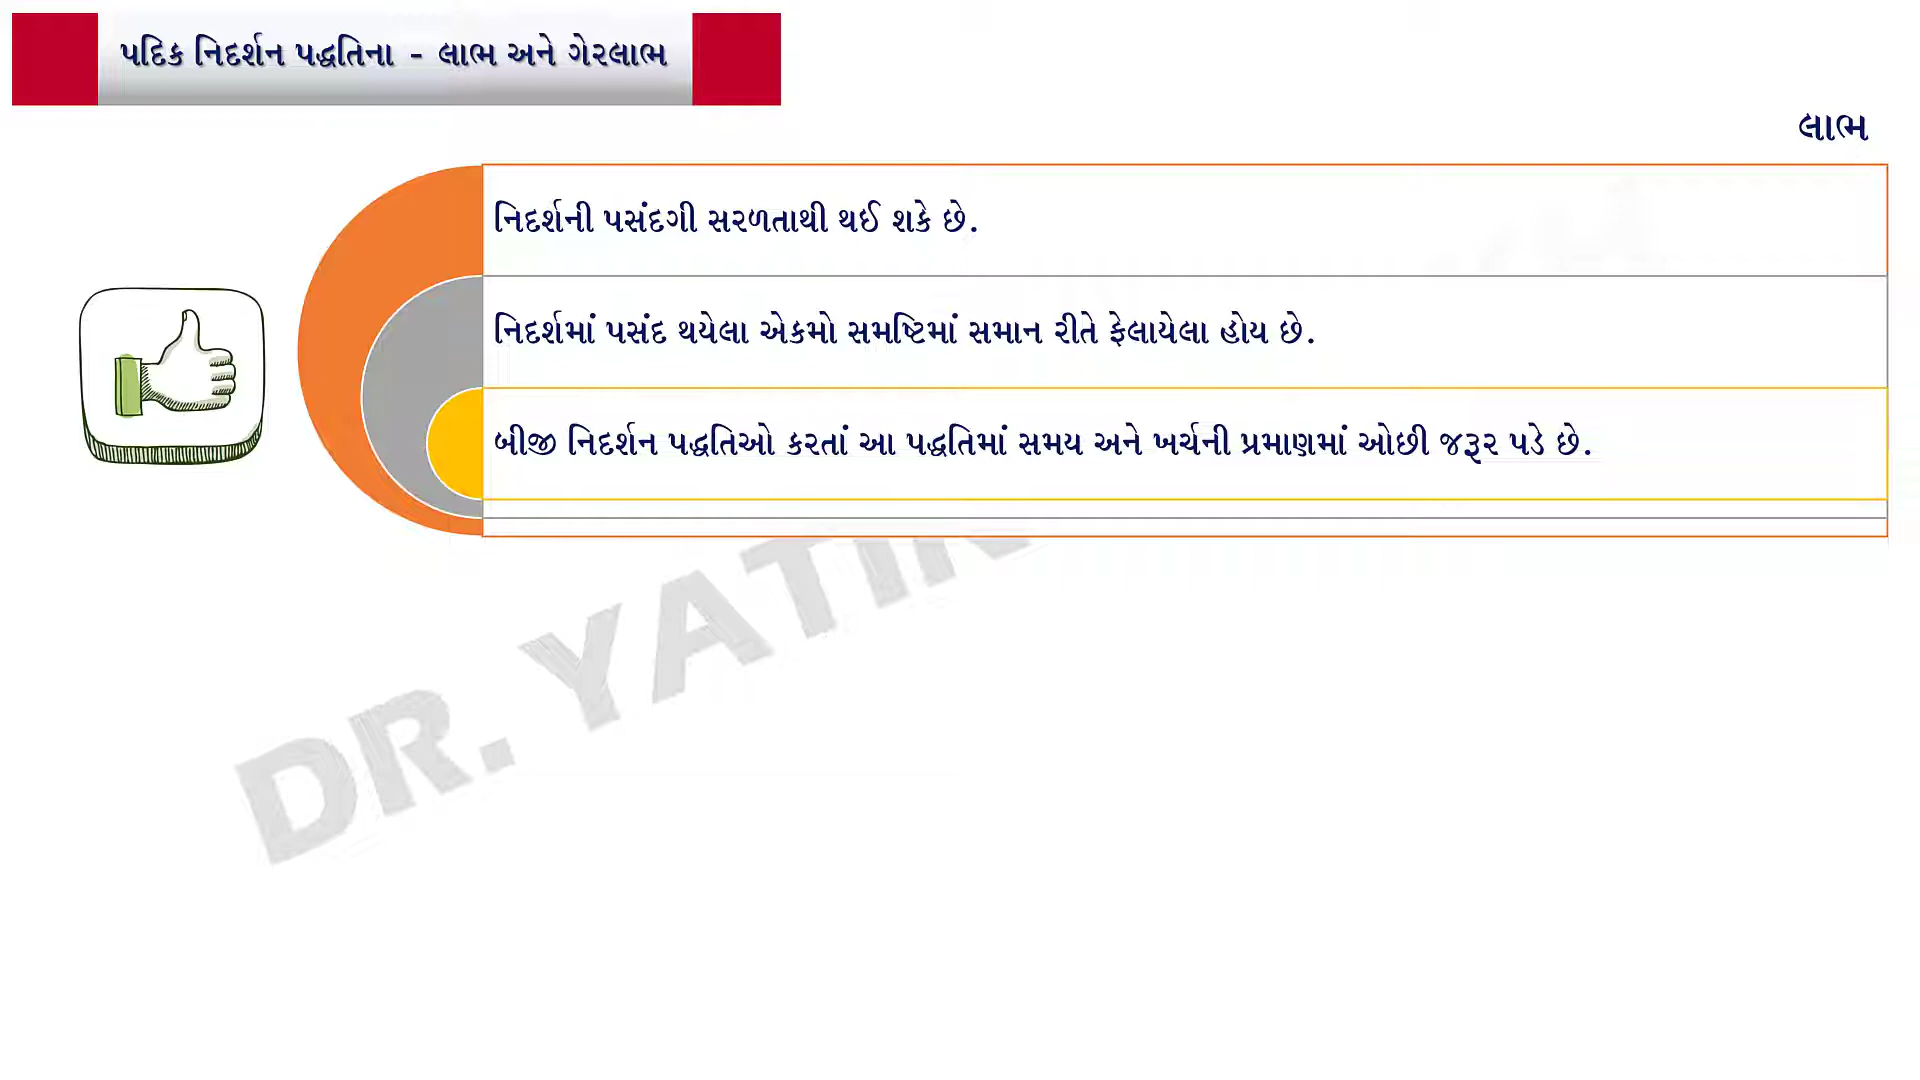 પદિક નિદર્શન પદ્ધતિના - લાભ અને ગેરલાભ
લાભ
નિદર્શની પસંદગી સરળતાથી થઈ શકે છે.
નિદર્શમાં પસંદ થયેલા એકમો સમષ્ટિમાં સમાન રીતે ફેલાયેલા હોય છે.
બીજી નિદર્શન પદ્ધતિઓ કરતાં આ પદ્ધતિમાં સમય અને ખર્ચની પ્રમાણમાં ઓછી જરૂર પડે છે.
DR. YATIN